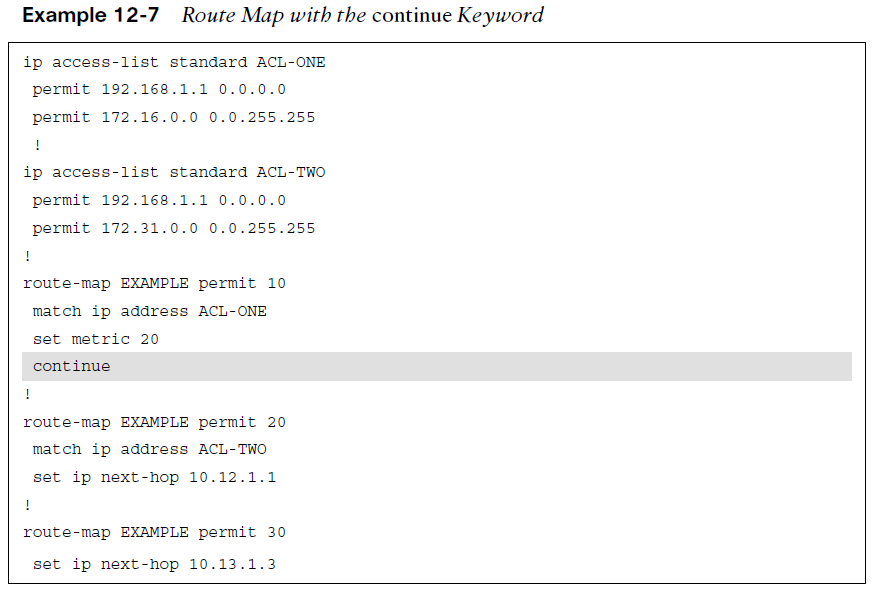 Example 12-7 Route Map with the continue Keyword
ip access-list standard ACL-ONE
permit 192.168.1.1 0.0.0.0
permit 172.16.0.0 0.0.255.255
!
ip access-list standard ACL-TWO
permit 192.168.1.1 0.0.0.0
permit 172.31.0.0 0.0.255.255
!
route-map EXAMPLE permit 10
match ip address ACL-ONE
set metric 20
continue
!
route-map EXAMPLE permit 20
match ip address ACL-TWO
set ip next-hop 10.12.1.1
!
route-map EXAMPLE permit 30
set ip next-hop 10.13.1.3